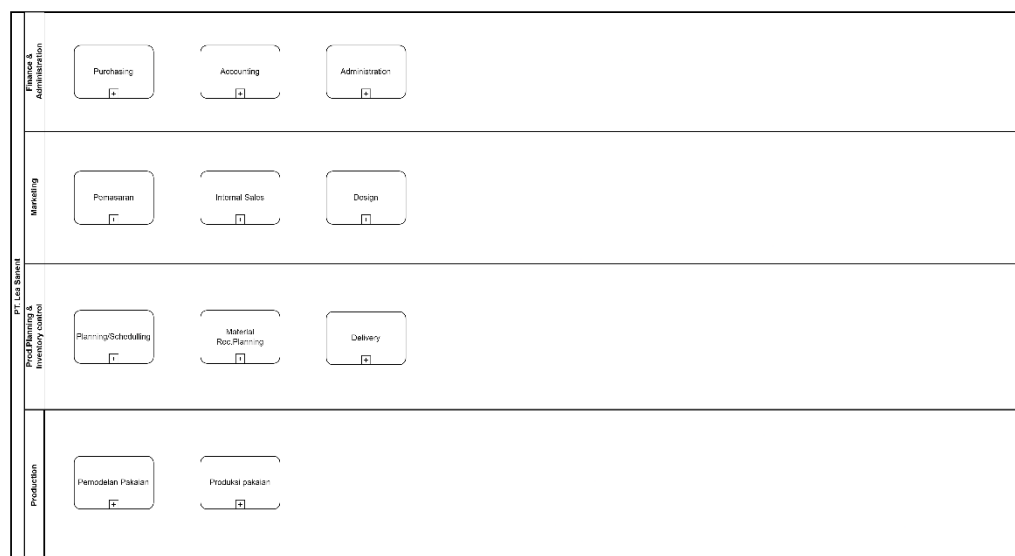 PT. Lea Sanent
Finance &
Administration
Purchasing
Accounting
Administration
Marketing
Pemasaran
Internal Sales
Design
Prod.Planning &
Inventory control
Planning/Schedulling
Material
Rec.Planning
Delivery
Production
Pemodelan Pakaian
Produksi pakaian